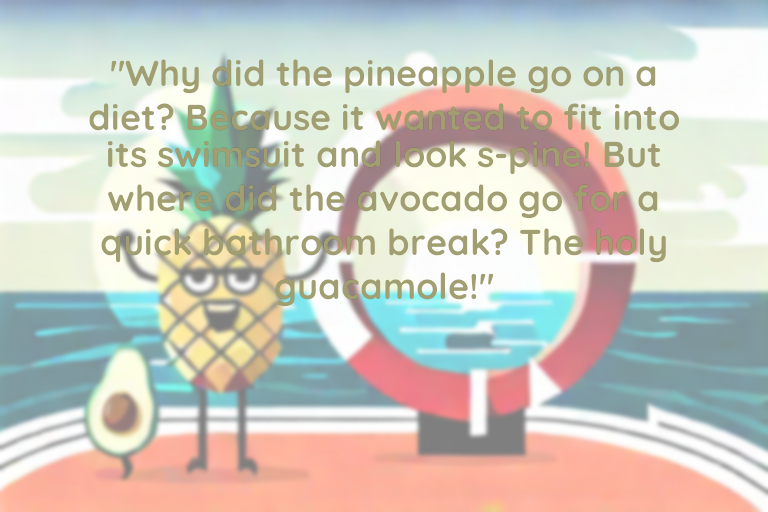 "Why did the pineapple go on a
diet? Because it wanted to fit into
its swimsuit and look s-pine! But
where did the avocado go for a
quick bathroom break? The holy
guacamole!"